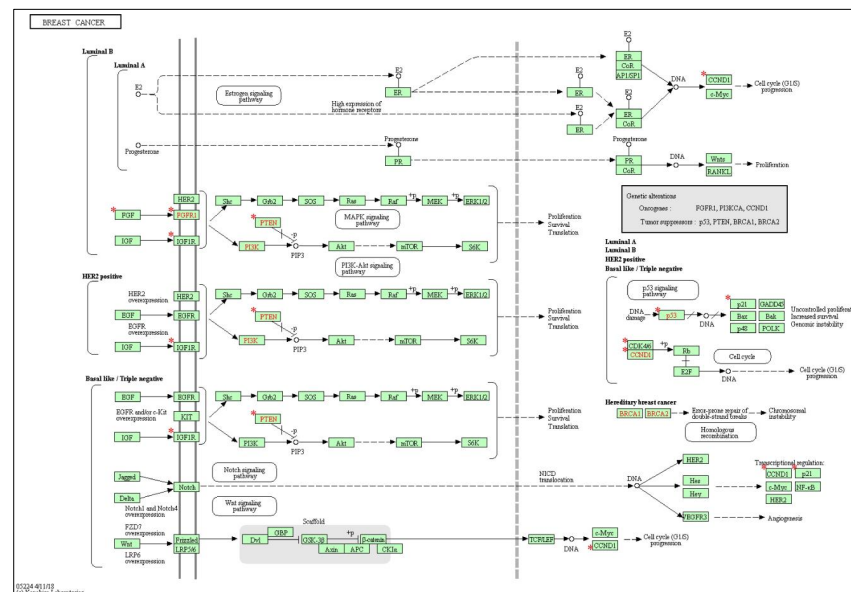 BREAST CANCER
Luminal B
Luminal A
E2
Progesterone
Estrogen signaling
pathway
High expression of
hormone receptors
E2
ER
Progesterone
PR
E2
ER
E2
ER
E2
ER
CoR
AP1/SP1
E2
ER
CoR
DNA
*
CCND1
c-Myc
Cell cycle (G1/S)
progression
Progesterone
PR
CoR
DNA
Wnts
RANKL
Proliferation
HER2
*
FGF
*
FGFR1
IGF
*
IGF1R
Shc
Grb2
SOS
Ras
Raf
+p
MEK
+p
ERK1/2
+p
*
PTEN
MAPK signaling
pathway
-p
PI3K
PIP3
Akt
mTOR
S6K
PI3K-Akt signaling
pathway
Proliferation
Survival
Translation
Genetic alterations
Oncogenes : FGFR1, PI3KCA, CCND1
Tumor suppressors : p53, PTEN, BRCA1, BRCA2
HER2 positive
HER2
overexpression
HER2
EGF
EGFR
EGFR
overexpression
IGF
*
IGF1R
Shc
Grb2
SOS
Ras
Raf
+p
MEK
+p
ERK1/2
*
PTEN
-p
PI3K
PIP3
Akt
mTOR
S6K
Proliferation
Survival
Translation
Luminal A
Luminal B
HER2 positive
Basal like / Triple negative
p53 signaling
pathway
DNA
damage
*
p53
DNA
*
p21
GADD45
Bax
Bak
p48
POLK
Uncontrolled proliferat
Increased survival
Genomic instability
*
CDK4/6
*
CCND1
+p
Rb
E2F
DNA
Cell cycle
Cell cycle (G1/S)
progression
Basal like / Triple negative
EGF
EGFR
EGFR and/or c-Kit
overexpression
KIT
IGF
*
IGF1R
Shc
Grb2
SOS
Ras
Raf
+p
MEK
+p
ERK1/2
*
PTEN
-p
PI3K
PIP3
Akt
mTOR
S6K
Proliferation
Survival
Translation
Hereditary breast cancer
BRCA1
BRCA2
Error-prone repair of
double-strand breaks
Chromosomal
instability
Homologous
recombination
Jagged
Delta
Notch
Notch1 and Notch4
overexpression
Notch signaling
pathway
NICD
translocation
DNA
HER2
Hes
Hey
VEGFR3
Transcriptional regulation:
*
CCND1
*
p21
c-Myc
NF-κB
HER2
Angiogenesis
FZD7
overexpression
Wnt
LRP6
overexpression
Frizzled
LRP5/6
Wnt signaling
pathway
Scaffold
Dvl
GBP
GSK-3β
+p
β-catenin
Axin
APC
CK1α
TCF/LEF
DNA
c-Myc
*
CCND1
Cell cycle (G1/S)
progression
05224 4/11/18
(c) Kanehisa Laboratories